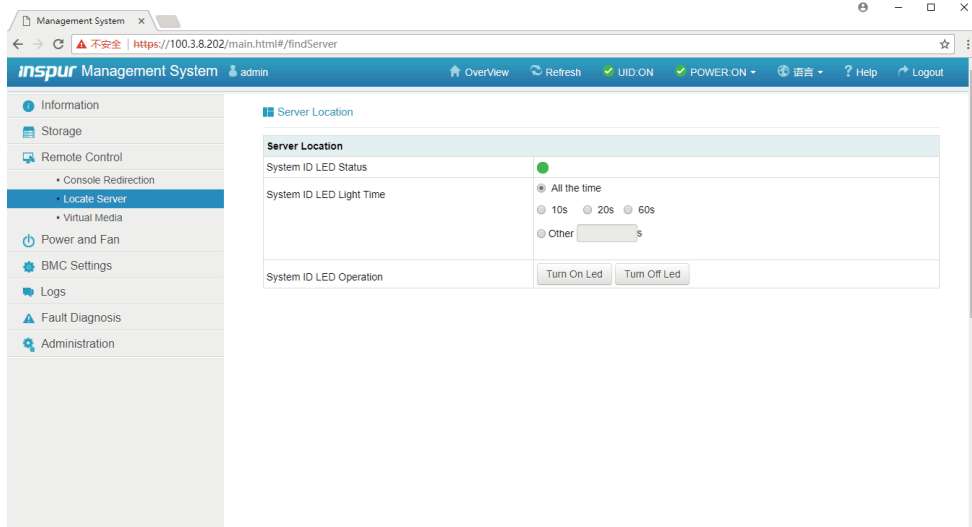 Management System
不安全 | https://100.3.8.202/main.html#/findServer
inspur Management System admin OverView Refresh UID:ON POWER:ON 语言 Help Logout
Information
Storage
Remote Control
• Console Redirection
• Locate Server
• Virtual Media
Power and Fan
BMC Settings
Logs
Fault Diagnosis
Administration
Server Location
Server Location
System ID LED Status
System ID LED Light Time
All the time
10s 20s 60s
Other s
System ID LED Operation
Turn On Led Turn Off Led